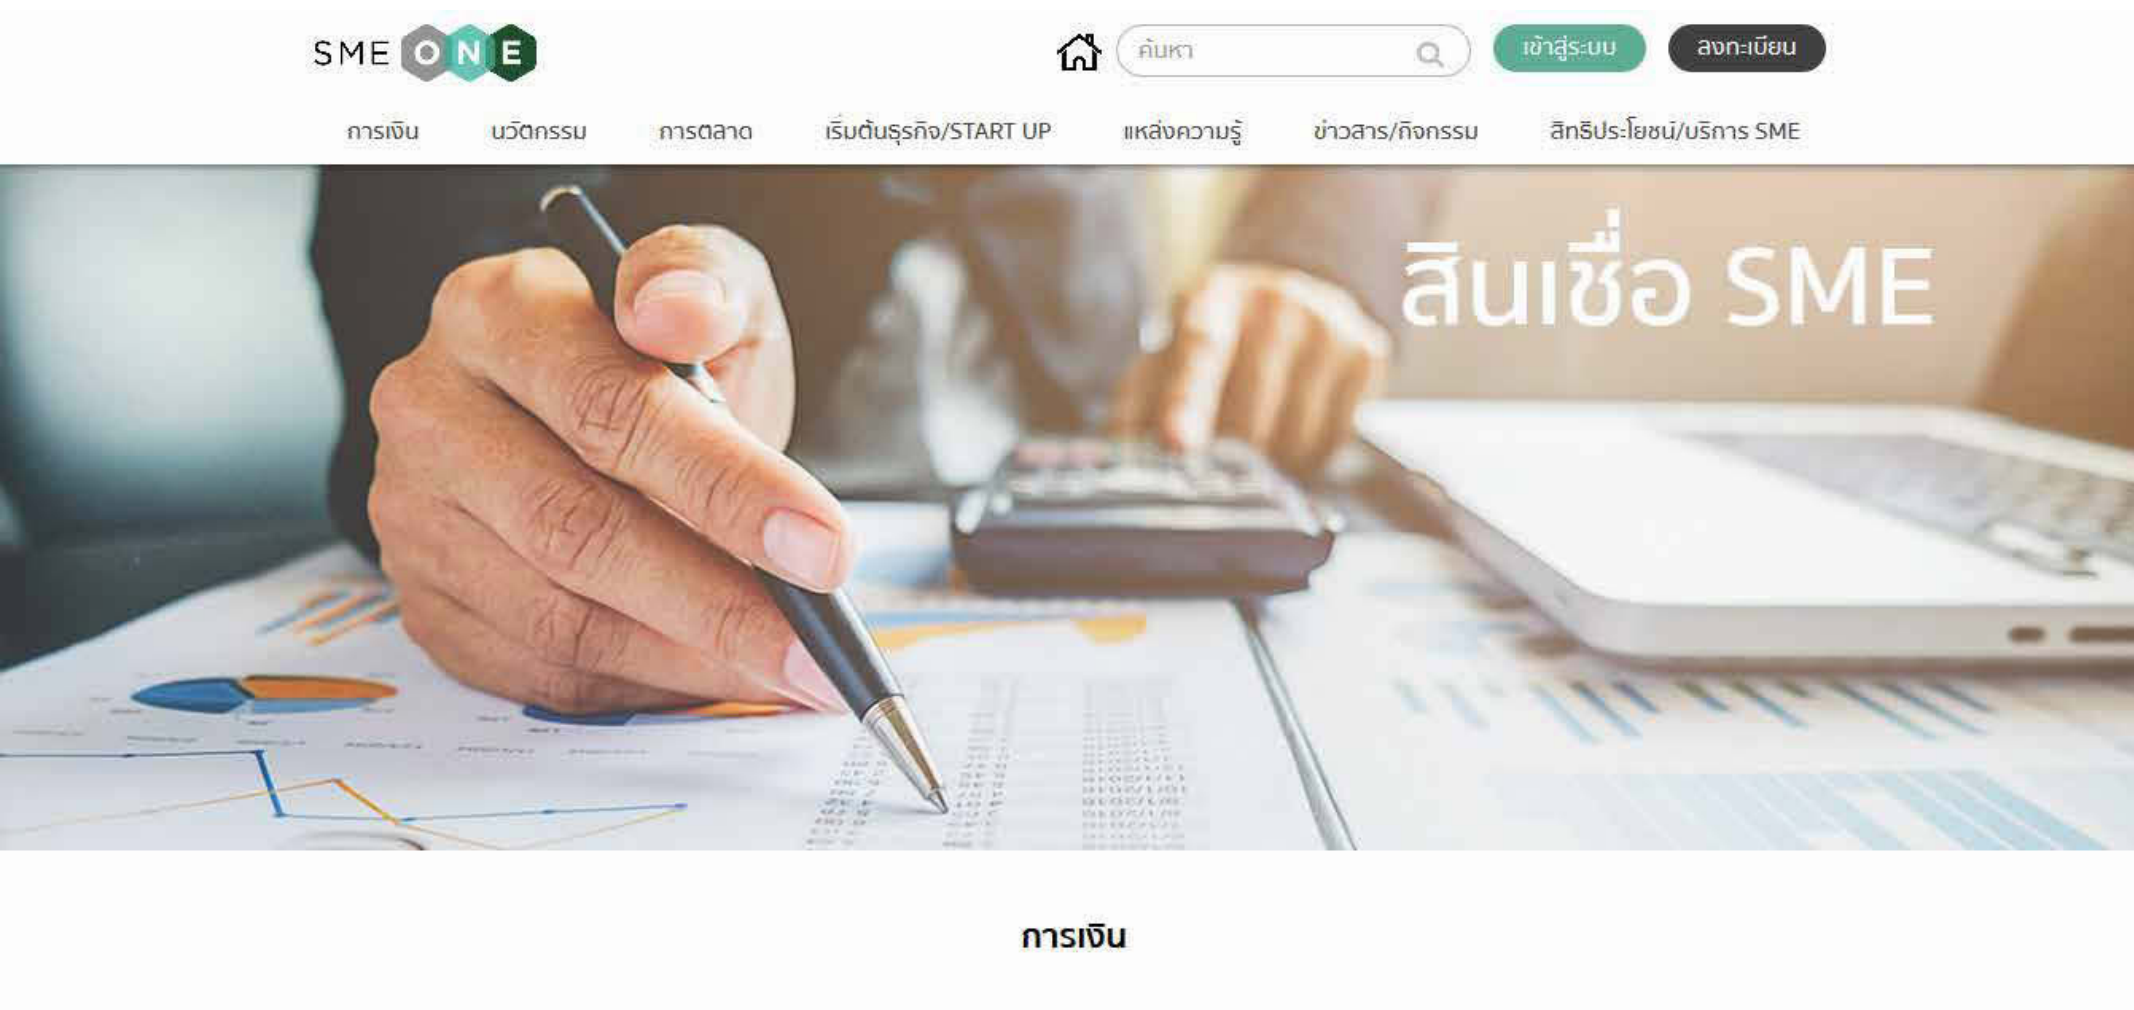 SME ONE
ค้นหา
เข้าสู่ระบบ
ลงทะเบียน
การเงิน
นวัตกรรม
การตลาด
เริ่มต้นธุรกิจ/START UP
แหล่งความรู้
ข่าวสาร/กิจกรรม
สิทธิประโยชน์/บริการ SME
สินเชื่อ SME
การเงิน